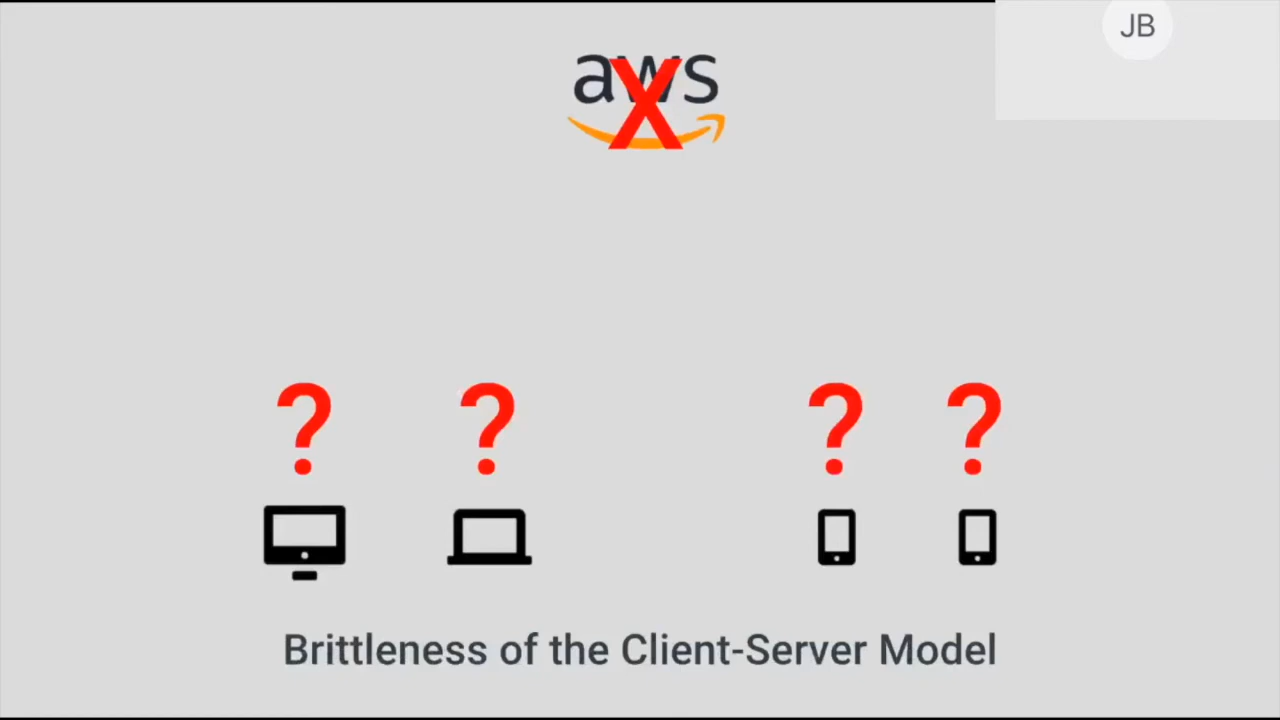 JB
aws
X
? ? ? ?
Brittleness of the Client-Server Model